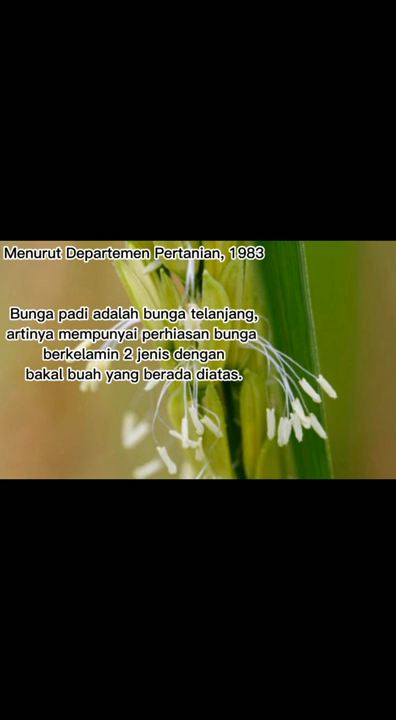 Menurut Departemen Pertanian, 1983
Bunga padi adalah bunga telanjang,
artinya mempunyai perhiasan bunga
berkelamin 2 jenis dengan
bakal buah yang berada diatas.